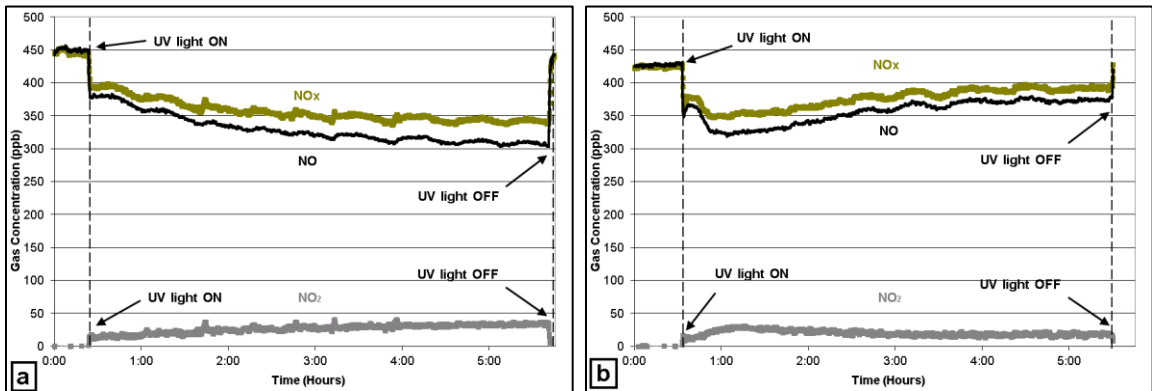 500
450
400
350
300
250
200
150
100
50
0
Gas Concentration (ppb)
UV light ON
NOx
NO
UV light OFF
UV light OFF
UV light ON
NO₂
0:00 1:00 2:00 3:00 4:00 5:00
Time (Hours)
a
500
450
400
350
300
250
200
150
100
50
0
Gas Concentration (ppb)
UV light ON
NOx
NO
UV light OFF
UV light ON
NO₂
UV light OFF
0:00 1:00 2:00 3:00 4:00 5:00
Time (Hours)
b